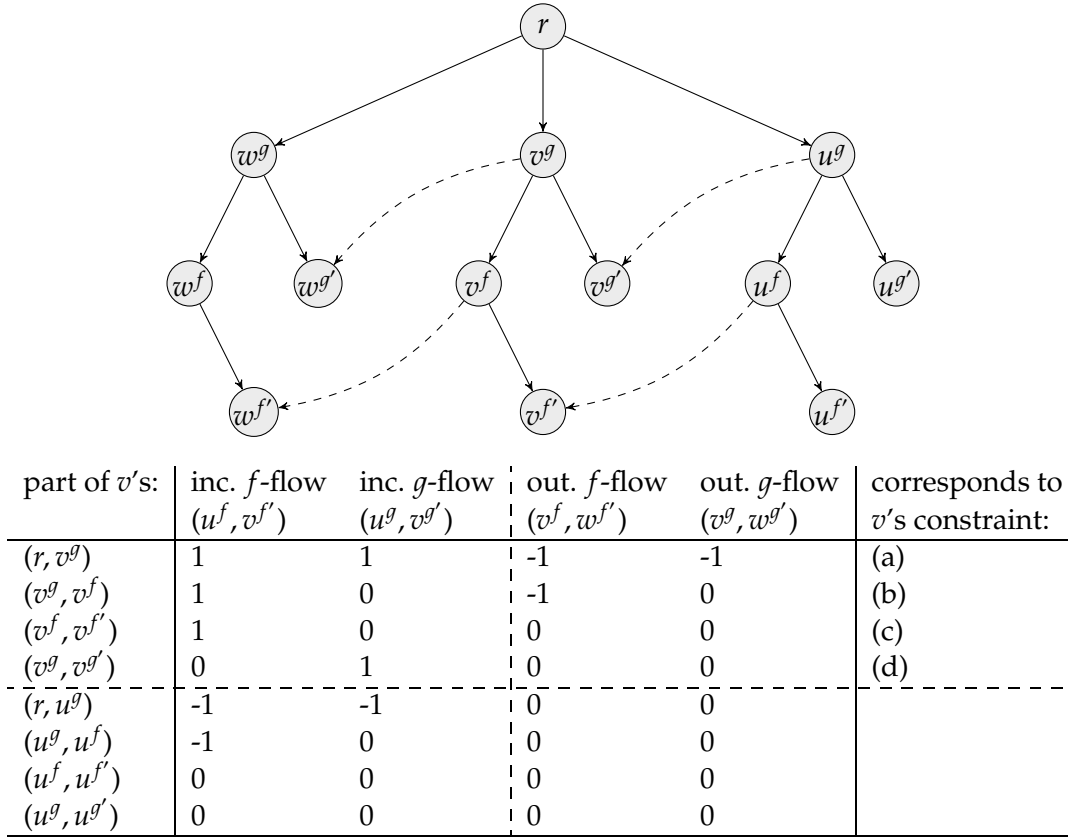 r
w^g v^g u^g
w^f w^{g'} v^f v^{g'} u^f u^{g'}
w^{f'} v^{f'} u^{f'}
part of v's: inc. f-flow inc. g-flow out. f-flow out. g-flow corresponds to
(u^f, v^{f'}) (u^g, v^{g'}) (v^f, w^{f'}) (v^g, w^{g'}) v's constraint:
(r, v^g) 1 1 -1 -1 (a)
(v^g, v^f) 1 0 -1 0 (b)
(v^f, v^{f'}) 1 0 0 0 (c)
(v^g, v^{g'}) 0 1 0 0 (d)
(r, u^g) -1 -1 0 0
(u^g, u^f) -1 0 0 0
(u^f, u^{f'}) 0 0 0 0
(u^g, u^{g'}) 0 0 0 0